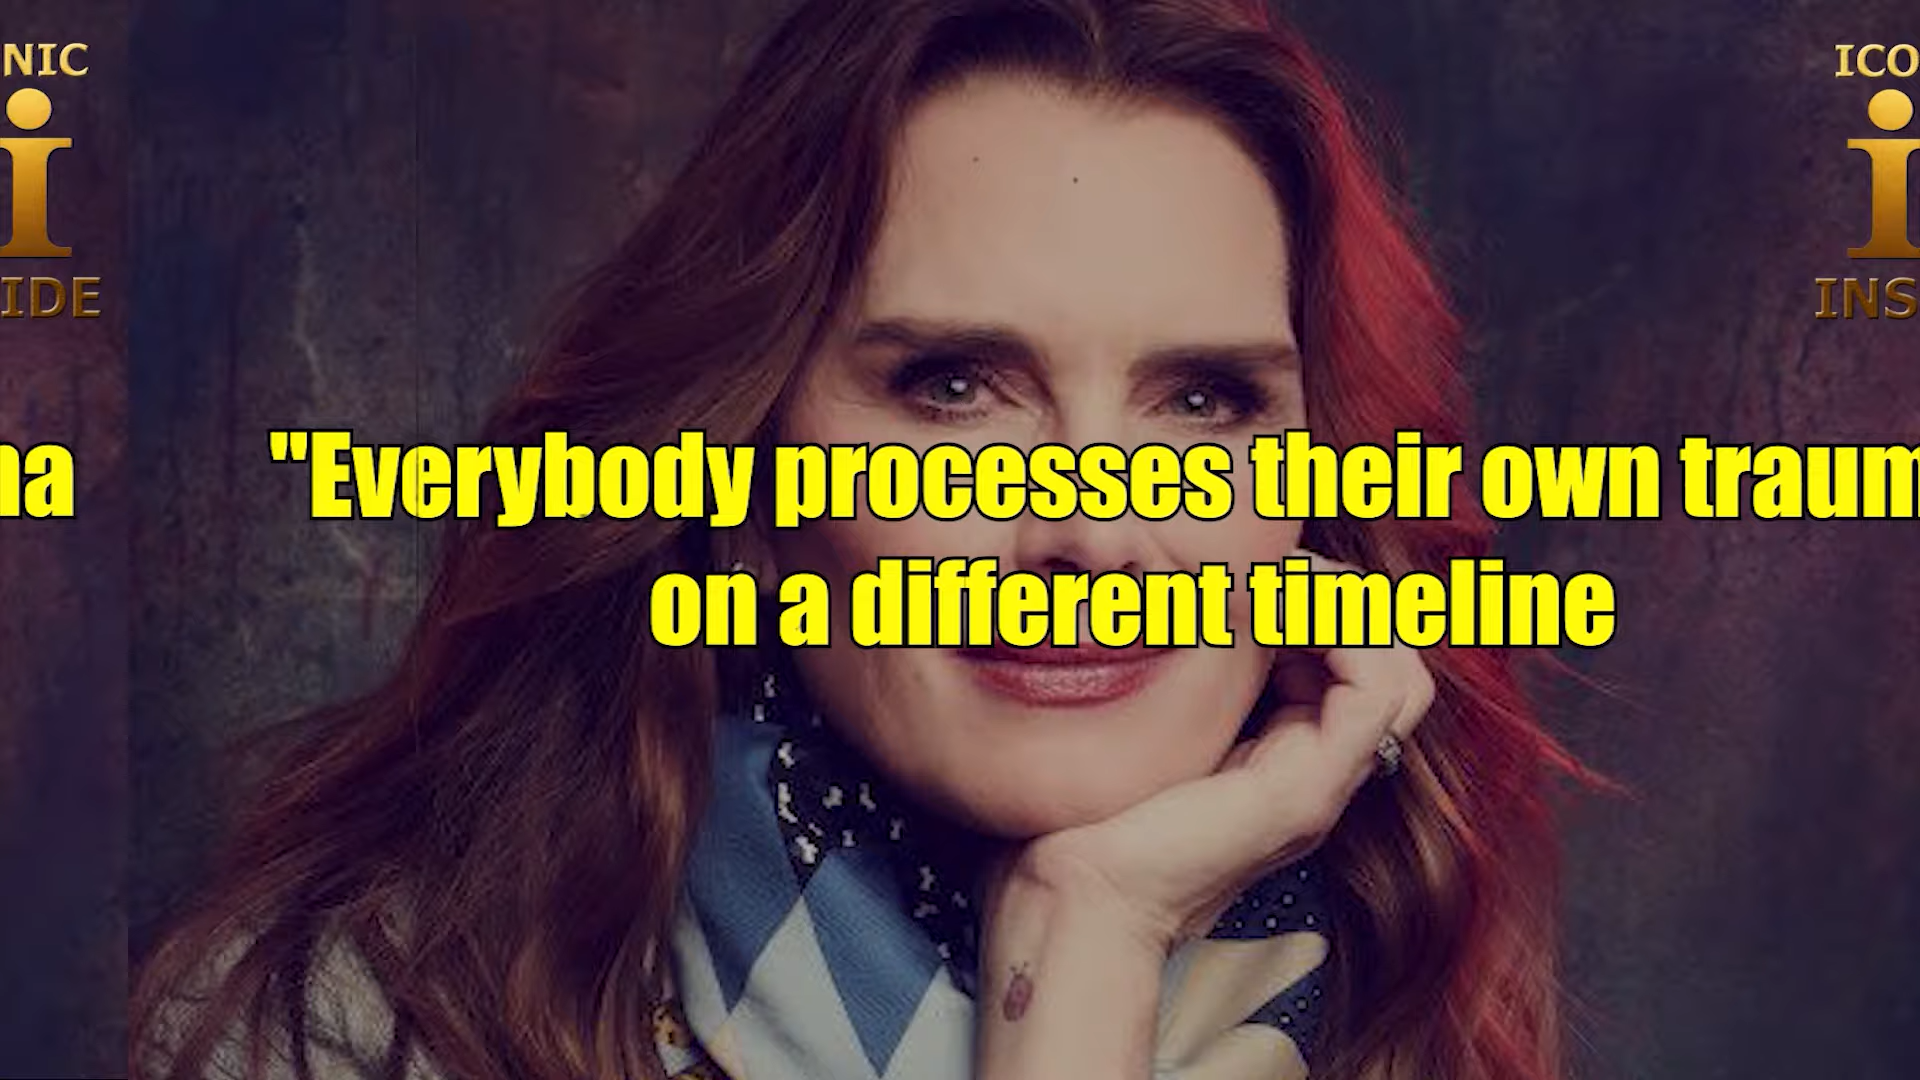 NIC
IDE
ICO
INS
na
"Everybody processes their own traum
on a different timeline